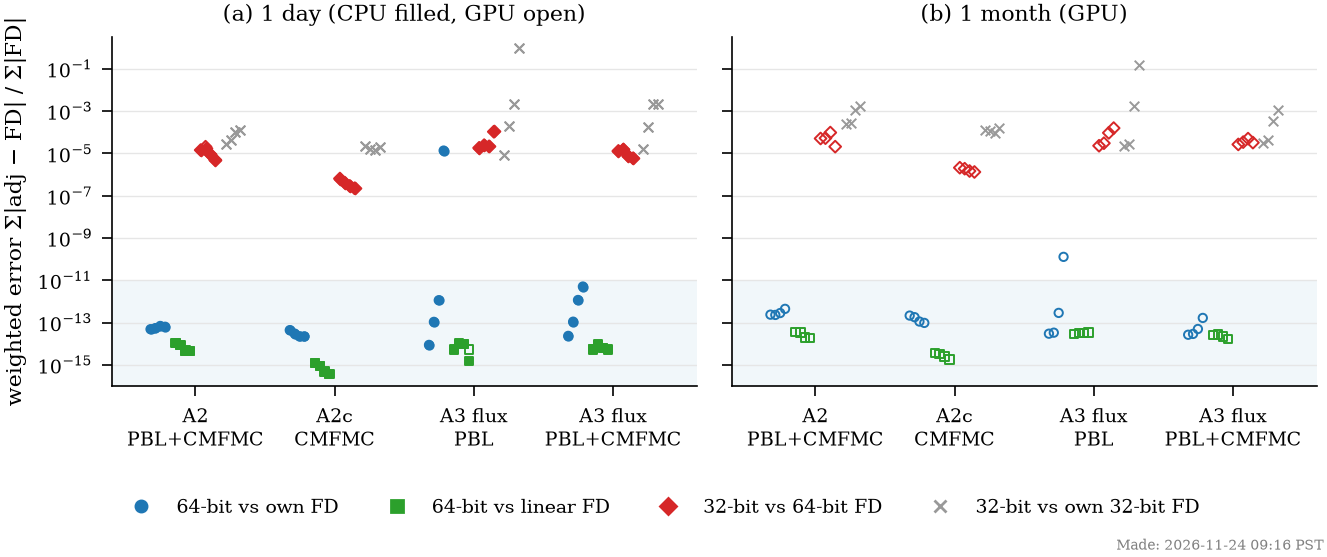 (a) 1 day (CPU filled, GPU open)
(b) 1 month (GPU)
weighted error Σ|adj − FD| / Σ|FD|
10⁻¹
10⁻³
10⁻⁵
10⁻⁷
10⁻⁹
10⁻¹¹
10⁻¹³
10⁻¹⁵
A2
PBL+CMFMC
A2c
CMFMC
A3 flux
PBL
A3 flux
PBL+CMFMC
A2
PBL+CMFMC
A2c
CMFMC
A3 flux
PBL
A3 flux
PBL+CMFMC
64-bit vs own FD
64-bit vs linear FD
32-bit vs 64-bit FD
32-bit vs own 32-bit FD
Made: 2026-11-24 09:16 PST